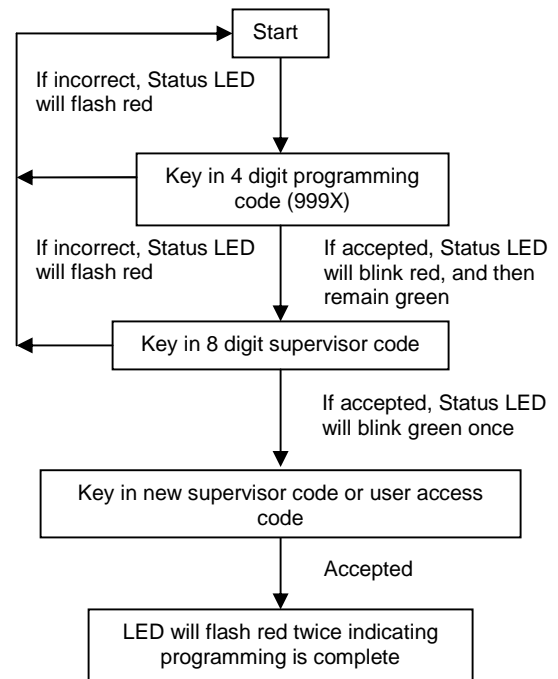 Start
If incorrect, Status LED
will flash red
Key in 4 digit programming
code (999X)
If incorrect, Status LED
will flash red
If accepted, Status LED
will blink red, and then
remain green
Key in 8 digit supervisor code
If accepted, Status LED
will blink green once
Key in new supervisor code or user access
code
Accepted
LED will flash red twice indicating
programming is complete